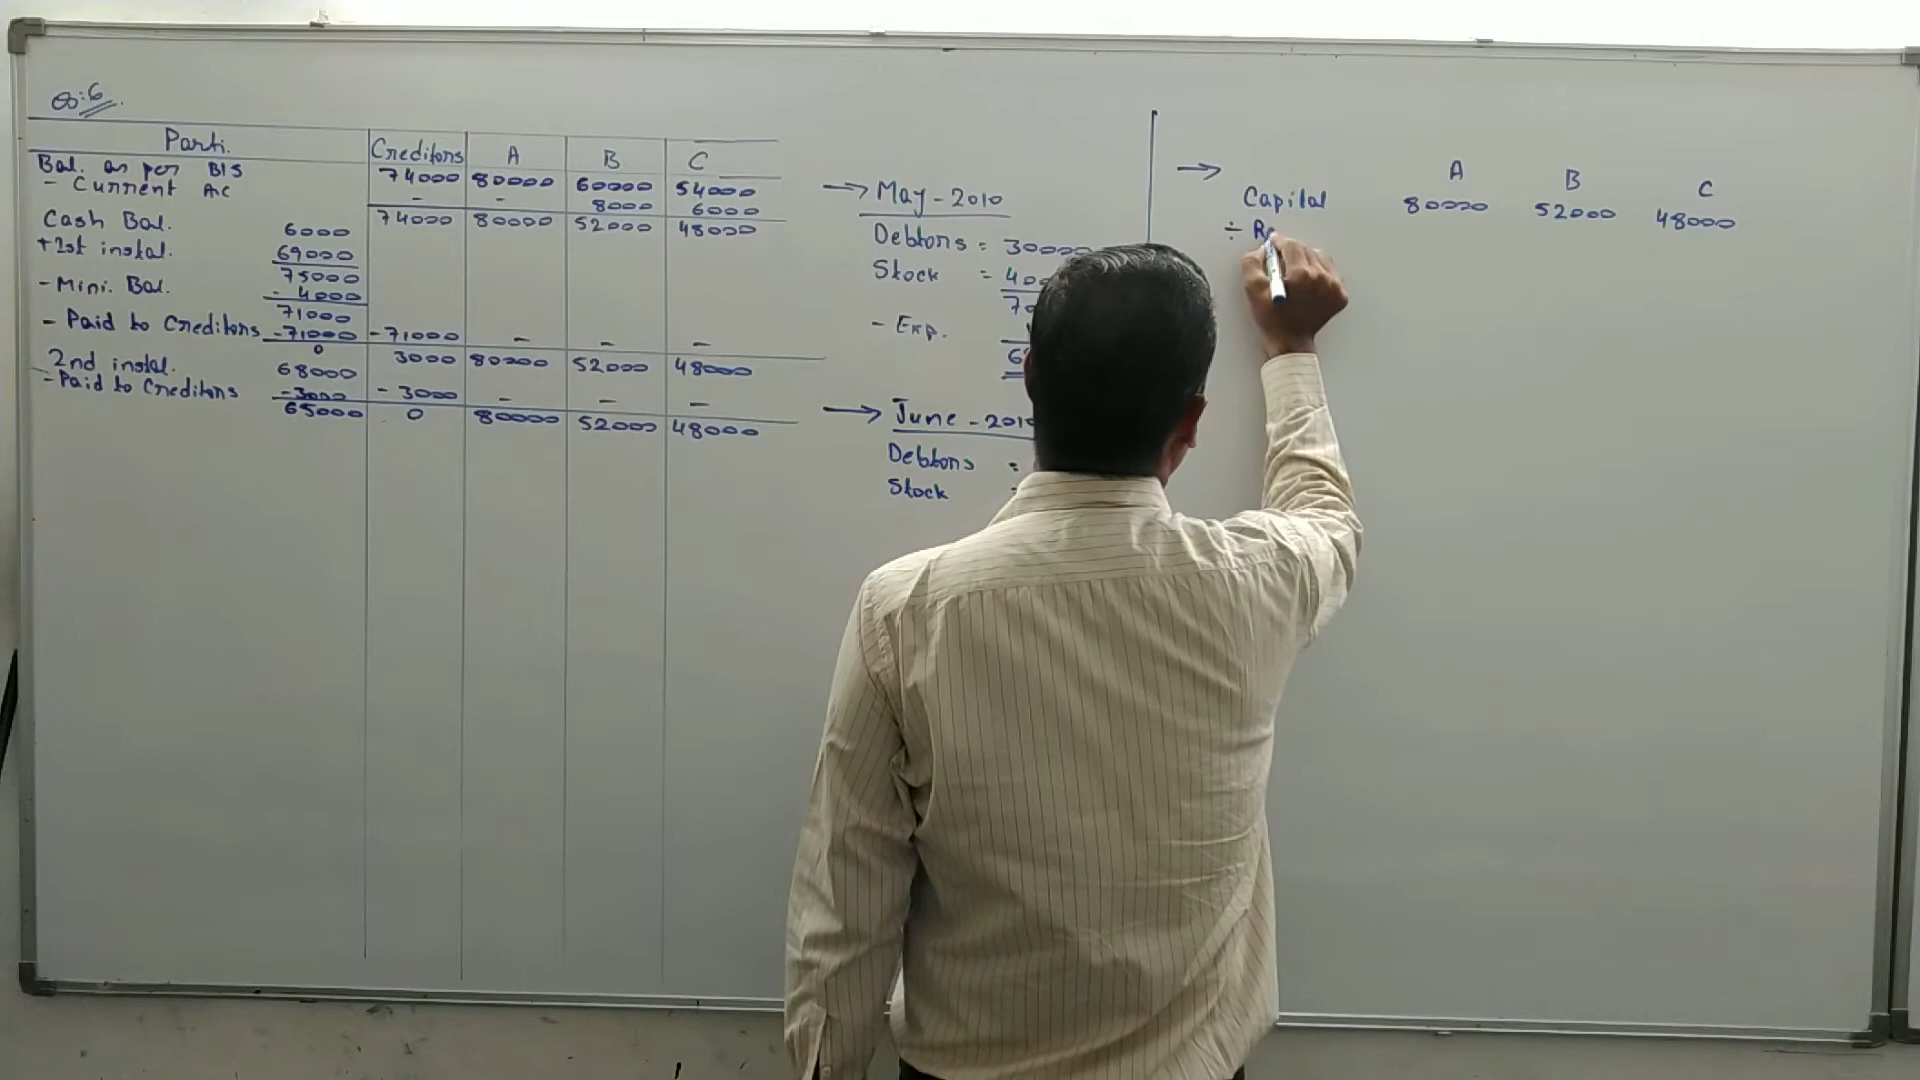 Q:6
Parti. Creditors A B C
Bal. as per B/S 74000 80000 60000 54000
- Current A/c - - 8000 6000
74000 80000 52000 48000
Cash Bal. 6000
+ 1st instal. 69000
75000
- Mini. Bal. - 4000
71000
- Paid to Creditors -71000 -71000 - - -
0 3000 80000 52000 48000
2nd instal. 68000
- Paid to Creditors -3000 - 3000 - - -
65000 0 80000 52000 48000
→ May - 2010
Debtors = 30000
Stock =
- Exp.
→ June - 2010
Debtors =
Stock
→ A B C
Capital 80000 52000 48000
÷ R